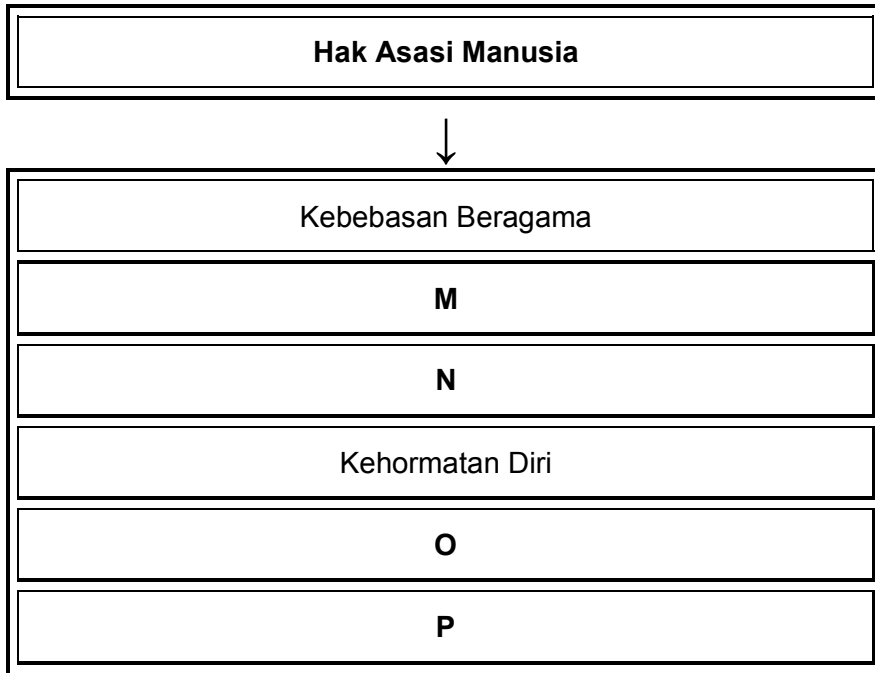 Hak Asasi Manusia
↓
Kebebasan Beragama
M
N
Kehormatan Diri
O
P